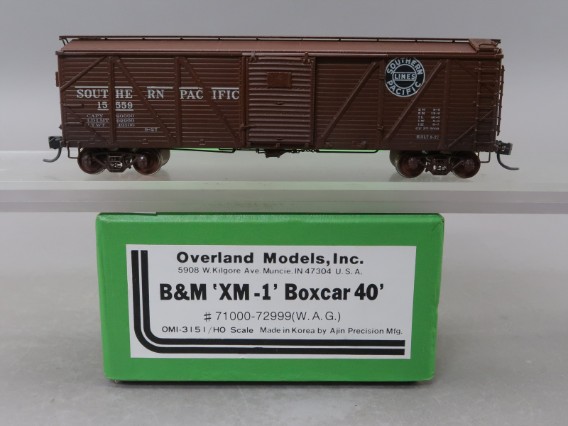 SOUTHERN PACIFIC
15559
SOUTHERN
LINES
PACIFIC
Overland Models, Inc.
5908 W. Kilgore Ave. Muncie. IN 47304 U.S.A.
B&M 'XM-1' Boxcar 40'
# 71000-72999(W.A.G.)
OMI-3151/HO Scale Made in Korea by Ajin Precision Mfg.